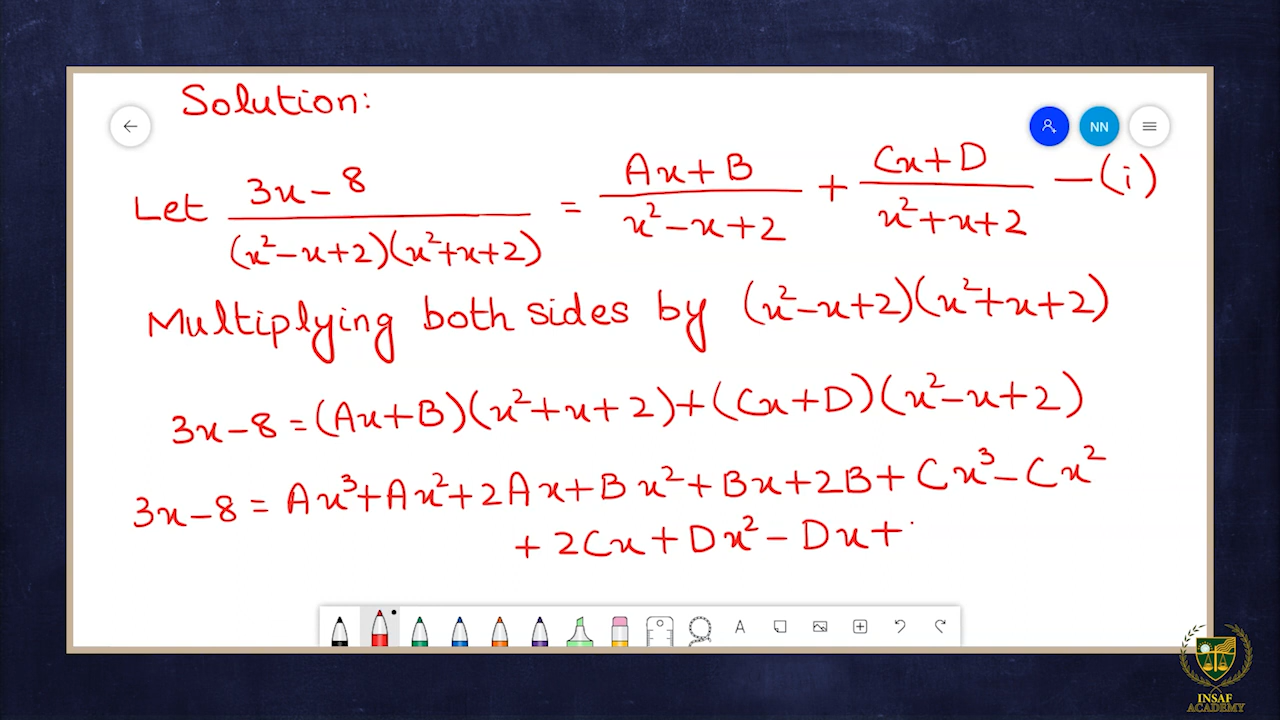 Solution:
NN
Let (3x-8)/((x²-x+2)(x²+x+2)) = (Ax+B)/(x²-x+2) + (Cx+D)/(x²+x+2) —(i)
Multiplying both sides by (x²-x+2)(x²+x+2)
3x-8=(Ax+B)(x²+x+2)+(Cx+D)(x²-x+2)
3x-8= Ax³+Ax²+2Ax+Bx²+Bx+2B+Cx³-Cx²
+2Cx+Dx²-Dx+
A
INSAF
ACADEMY